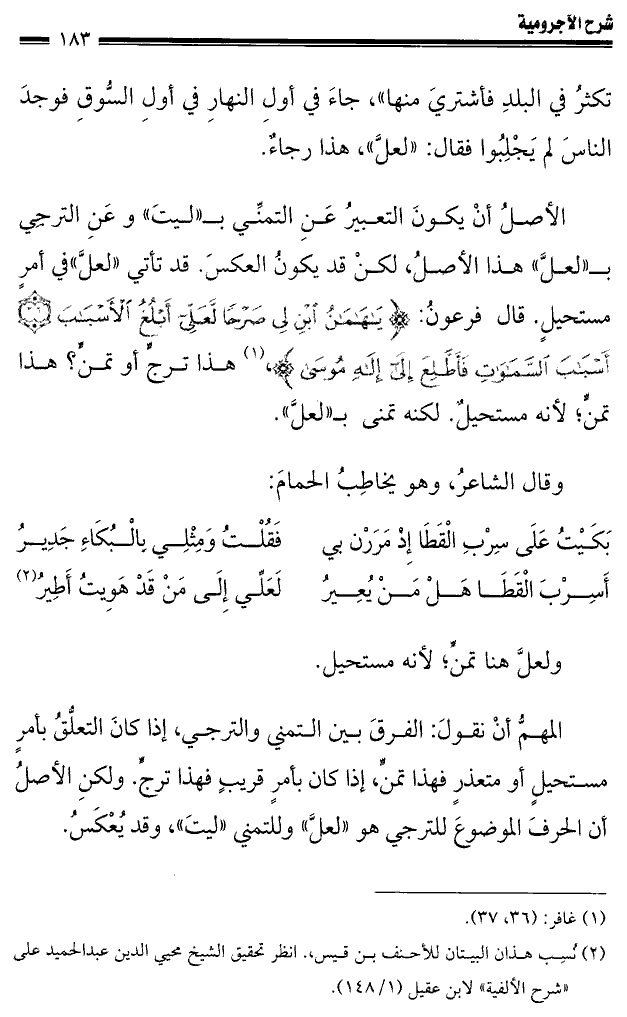 شرح الآجرومية
١٨٣
تكثرُ في البلدِ فأشتريَ منها»، جاءَ في أولِ النهارِ في أولِ السُّوقِ فوجدَ
الناسَ لم يَجْلِبُوا فقال: «لعلَّ»، هذا رجاءٌ.
الأصلُ أنْ يكونَ التعبيرُ عَنِ التمنِّي بـ«ليتَ» و عَنِ الترجي
بـ«لعلَّ» هذا الأصلُ، لكنْ قد يكونُ العكسَ. قد تأتي «لعلَّ»في أمرٍ
مستحيلٍ. قال فرعونُ: ﴿يَٰهَٰمَٰنُ ٱبْنِ لِى صَرْحًا لَّعَلِّىٓ أَبْلُغُ ٱلْأَسْبَٰبَ ٣٦
أَسْبَٰبَ ٱلسَّمَٰوَٰتِ فَأَطَّلِعَ إِلَىٰٓ إِلَٰهِ مُوسَىٰ﴾،(١) هذا ترجٍّ أو تمنٍّ؟ هذا
تمنٍّ؛ لأنه مستحيلٌ. لكنه تمنى بـ«لعلَّ».
وقال الشاعرُ، وهو يخاطِبُ الحمامَ:
بَكَيْتُ عَلَى سِرْبِ الْقَطَا إِذْ مَرَرْن بي فَقُلْتُ وَمِثْلِي بِالْبُكَاءِ جَدِيرُ
أَسِرْبَ الْقَطَا هَلْ مَنْ يُعِيرُ لَعَلِّي إِلَى مَنْ قَدْ هَوِيتُ أَطِيرُ(٢)
ولعلَّ هنا تمنٍّ؛ لأنه مستحيل.
المهمُّ أنْ نقولَ: الفرقَ بين التمني والترجي، إذا كانَ التعلُّقُ بأمرٍ
مستحيلٍ أو متعذرٍ فهذا تمنٍّ، إذا كان بأمرٍ قريبٍ فهذا ترجٍّ. ولكنِ الأصلُ
أن الحرفَ الموضوعَ للترجي هو «لعلَّ» وللتمني «ليتَ»، وقد يُعْكَسُ.
(١) غافر: (٣٦، ٣٧).
(٢) نُسِب هذان البيتان للأحنف بن قيس،. انظر تحقيق الشيخ محيي الدين عبدالحميد على
«شرح الألفية» لابن عقيل (١/ ١٤٨).